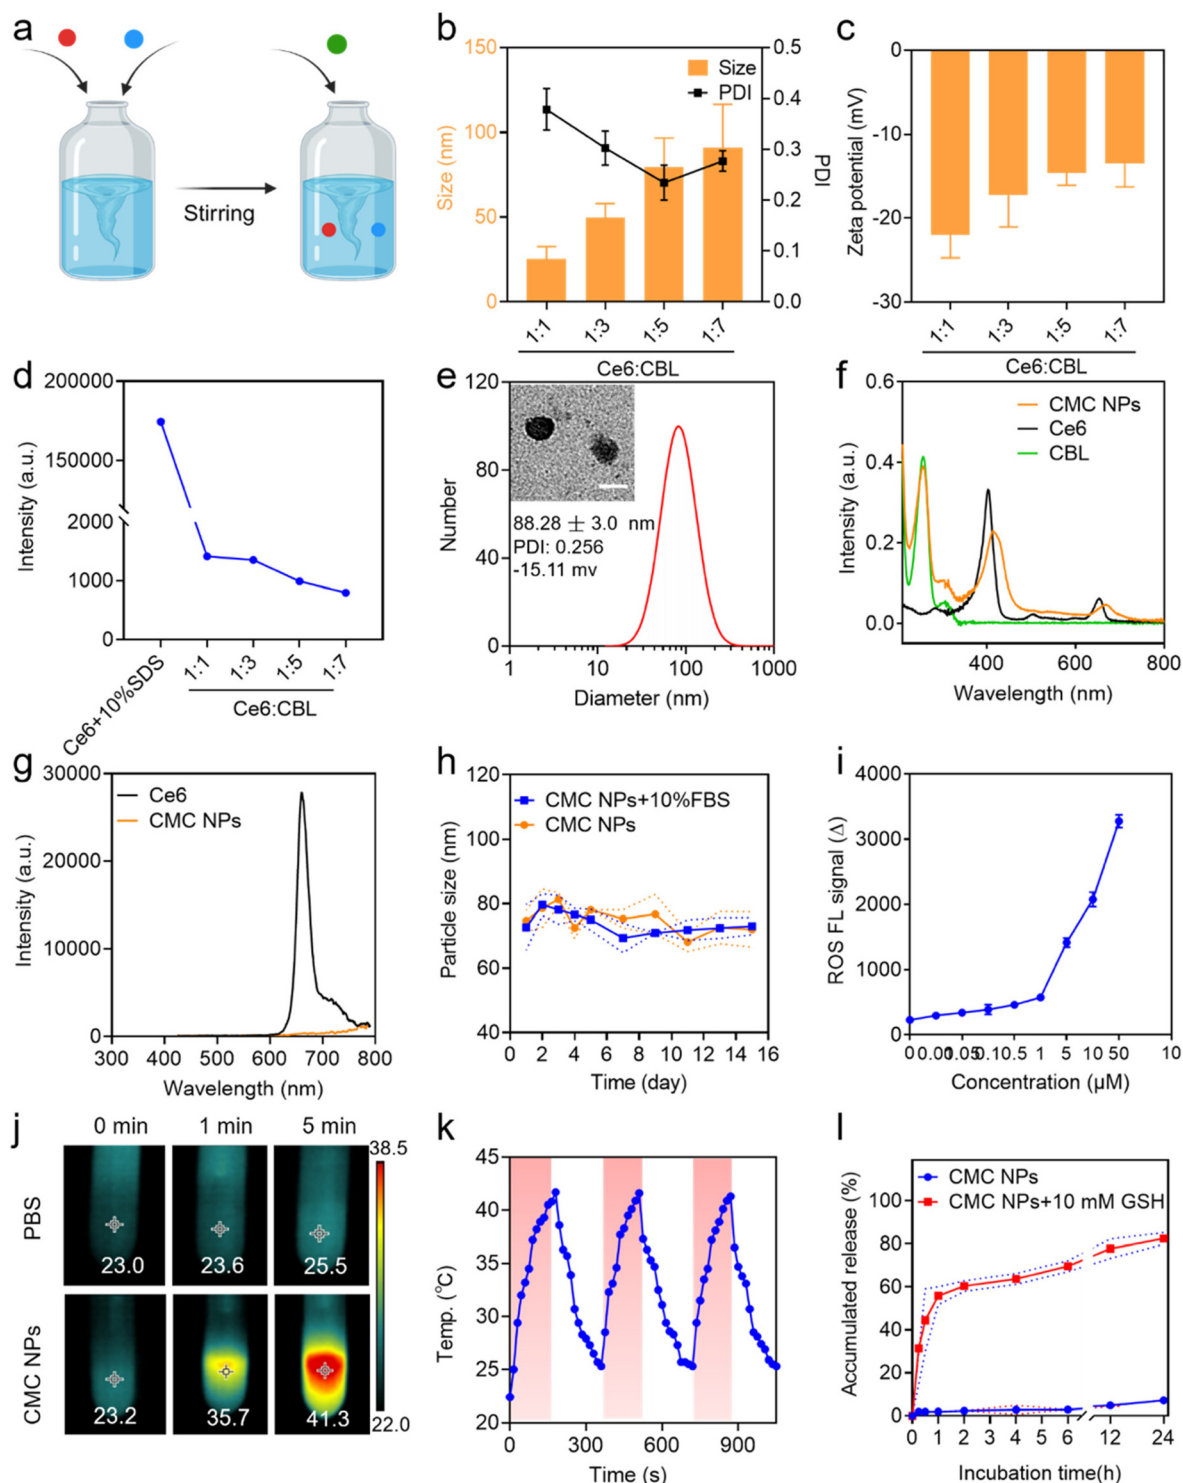 a
Stirring
b
150
100
50
0
Size (nm)
Size
PDI
0.5
0.4
0.3
0.2
0.1
0.0
PDI
1:1
1:3
1:5
1:7
Ce6:CBL
c
0
-10
-20
-30
Zeta potential (mV)
1:1
1:3
1:5
1:7
Ce6:CBL
d
200000
150000
2000
1000
0
Intensity (a.u.)
Ce6+10%SDS
1:1
1:3
1:5
1:7
Ce6:CBL
e
120
80
40
0
Number
88.28 ± 3.0 nm
PDI: 0.256
-15.11 mv
1
10
100
1000
Diameter (nm)
f
0.6
0.4
0.2
0.0
Intensity (a.u.)
CMC NPs
Ce6
CBL
400
600
800
Wavelength (nm)
g
30000
20000
10000
0
Intensity (a.u.)
Ce6
CMC NPs
300 400 500 600 700 800
Wavelength (nm)
h
120
100
80
60
40
Particle size (nm)
CMC NPs+10%FBS
CMC NPs
0 2 4 6 8 10 12 14 16
Time (day)
i
4000
3000
2000
1000
0
ROS FL signal (Δ)
0 0.01 0.05 0.1 0.5 1 5 10 50 10
Concentration (µM)
j
0 min
1 min
5 min
PBS
23.0
23.6
25.5
CMC NPs
23.2
35.7
41.3
38.5
22.0
k
45
40
35
30
25
20
Temp. (°C)
0 300 600 900
Time (s)
l
100
80
60
40
20
0
Accumulated release (%)
CMC NPs
CMC NPs+10 mM GSH
0 1 2 3 4 5 6 12 24
Incubation time(h)